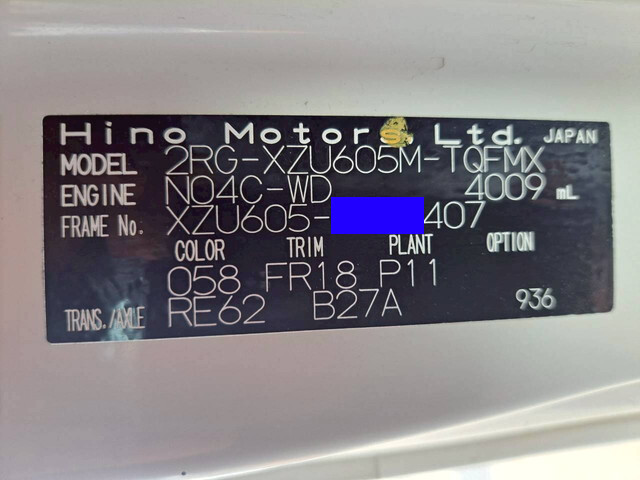 Hino Motors, Ltd. JAPAN
MODEL 2RG-XZU605M-TQFMX
ENGINE N04C-WD 4009 mL
FRAME No. XZU605- 407
COLOR TRIM PLANT OPTION
058 FR18 P11
TRANS./AXLE RE62 B27A 936